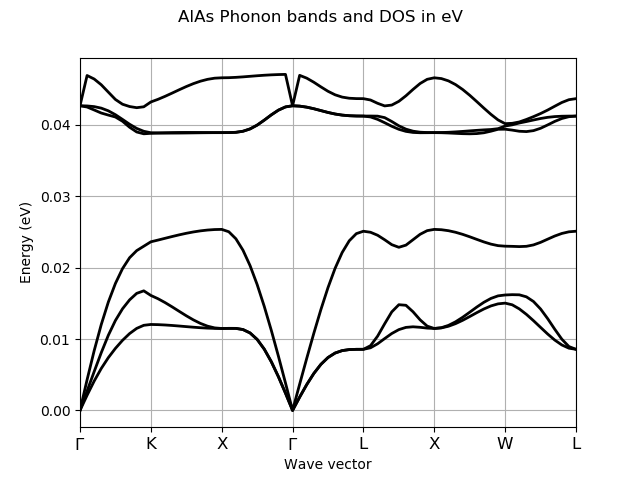 AlAs Phonon bands and DOS in eV
Energy (eV)
0.04
0.03
0.02
0.01
0.00
Γ K X Γ L X W L
Wave vector